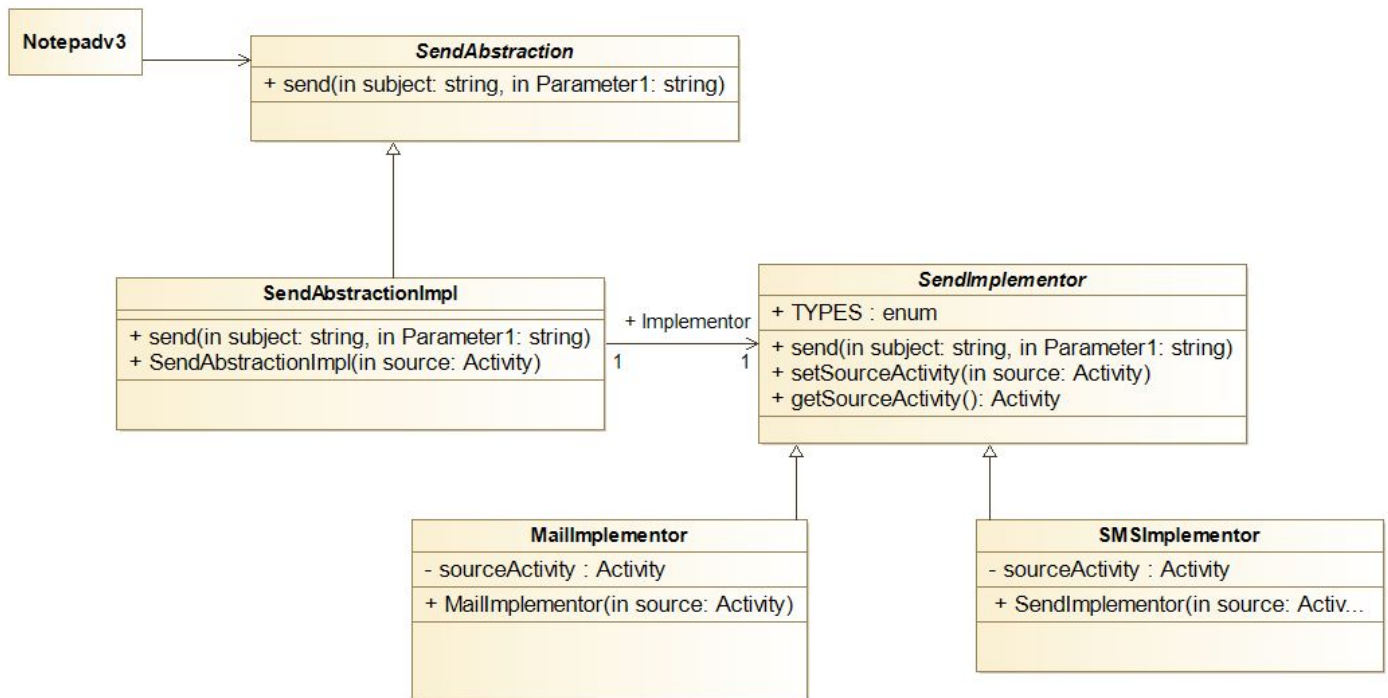 Notepadv3
SendAbstraction
+ send(in subject: string, in Parameter1: string)
SendAbstractionImpl
+ send(in subject: string, in Parameter1: string)
+ SendAbstractionImpl(in source: Activity)
+ Implementor
1
1
SendImplementor
+ TYPES : enum
+ send(in subject: string, in Parameter1: string)
+ setSourceActivity(in source: Activity)
+ getSourceActivity(): Activity
MailImplementor
- sourceActivity : Activity
+ MailImplementor(in source: Activity)
SMSImplementor
- sourceActivity : Activity
+ SendImplementor(in source: Activ...